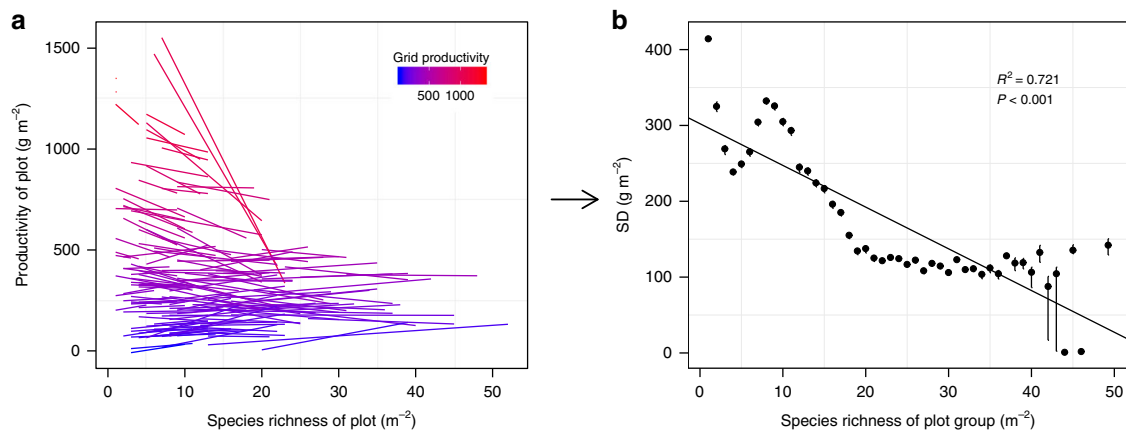 a
Productivity of plot (g m⁻²)
1500
1000
500
0
Grid productivity
500 1000
0 10 20 30 40 50
Species richness of plot (m⁻²)
b
SD (g m⁻²)
400
300
200
100
0
R² = 0.721
P < 0.001
0 10 20 30 40 50
Species richness of plot group (m⁻²)